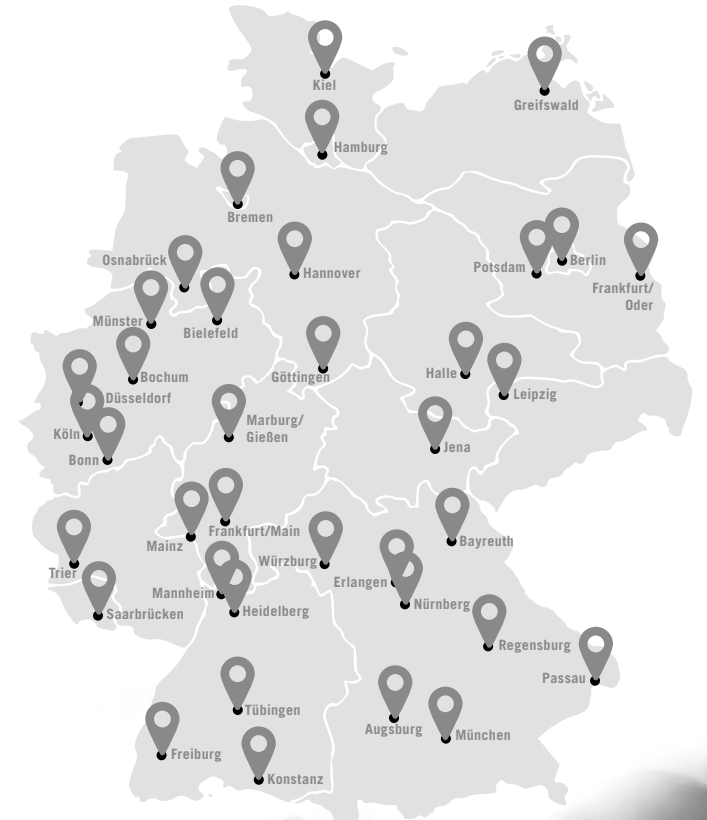 Kiel
Greifswald
Hamburg
Bremen
Osnabrück
Hannover
Potsdam
Berlin
Frankfurt/
Oder
Münster
Bielefeld
Bochum
Göttingen
Halle
Leipzig
Düsseldorf
Köln
Marburg/
Gießen
Bonn
Jena
Frankfurt/Main
Mainz
Bayreuth
Würzburg
Trier
Erlangen
Mannheim
Nürnberg
Saarbrücken
Heidelberg
Regensburg
Passau
Tübingen
Augsburg
München
Freiburg
Konstanz